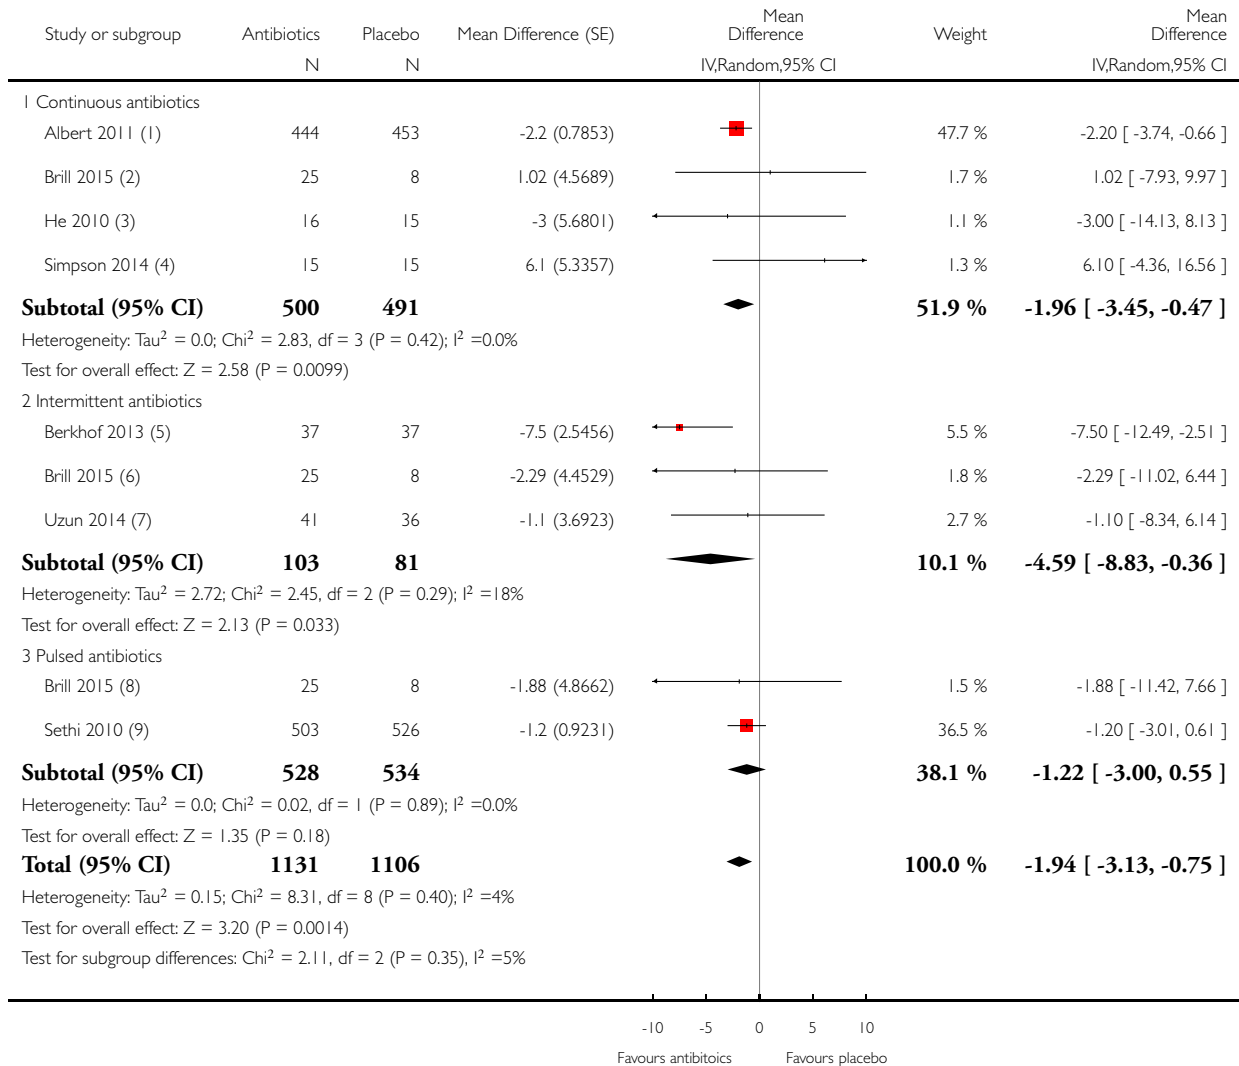 Study or subgroup Antibiotics Placebo Mean Difference (SE) Mean Difference Weight Mean Difference
N N IV,Random,95% CI IV,Random,95% CI
1 Continuous antibiotics
Albert 2011 (1) 444 453 -2.2 (0.7853) 47.7 % -2.20 [ -3.74, -0.66 ]
Brill 2015 (2) 25 8 1.02 (4.5689) 1.7 % 1.02 [ -7.93, 9.97 ]
He 2010 (3) 16 15 -3 (5.6801) 1.1 % -3.00 [ -14.13, 8.13 ]
Simpson 2014 (4) 15 15 6.1 (5.3357) 1.3 % 6.10 [ -4.36, 16.56 ]
Subtotal (95% CI) 500 491 51.9 % -1.96 [ -3.45, -0.47 ]
Heterogeneity: Tau² = 0.0; Chi² = 2.83, df = 3 (P = 0.42); I² =0.0%
Test for overall effect: Z = 2.58 (P = 0.0099)
2 Intermittent antibiotics
Berkhof 2013 (5) 37 37 -7.5 (2.5456) 5.5 % -7.50 [ -12.49, -2.51 ]
Brill 2015 (6) 25 8 -2.29 (4.4529) 1.8 % -2.29 [ -11.02, 6.44 ]
Uzun 2014 (7) 41 36 -1.1 (3.6923) 2.7 % -1.10 [ -8.34, 6.14 ]
Subtotal (95% CI) 103 81 10.1 % -4.59 [ -8.83, -0.36 ]
Heterogeneity: Tau² = 2.72; Chi² = 2.45, df = 2 (P = 0.29); I² =18%
Test for overall effect: Z = 2.13 (P = 0.033)
3 Pulsed antibiotics
Brill 2015 (8) 25 8 -1.88 (4.8662) 1.5 % -1.88 [ -11.42, 7.66 ]
Sethi 2010 (9) 503 526 -1.2 (0.9231) 36.5 % -1.20 [ -3.01, 0.61 ]
Subtotal (95% CI) 528 534 38.1 % -1.22 [ -3.00, 0.55 ]
Heterogeneity: Tau² = 0.0; Chi² = 0.02, df = 1 (P = 0.89); I² =0.0%
Test for overall effect: Z = 1.35 (P = 0.18)
Total (95% CI) 1131 1106 100.0 % -1.94 [ -3.13, -0.75 ]
Heterogeneity: Tau² = 0.15; Chi² = 8.31, df = 8 (P = 0.40); I² =4%
Test for overall effect: Z = 3.20 (P = 0.0014)
Test for subgroup differences: Chi² = 2.11, df = 2 (P = 0.35), I² =5%
-10 -5 0 5 10
Favours antibitoics Favours placebo